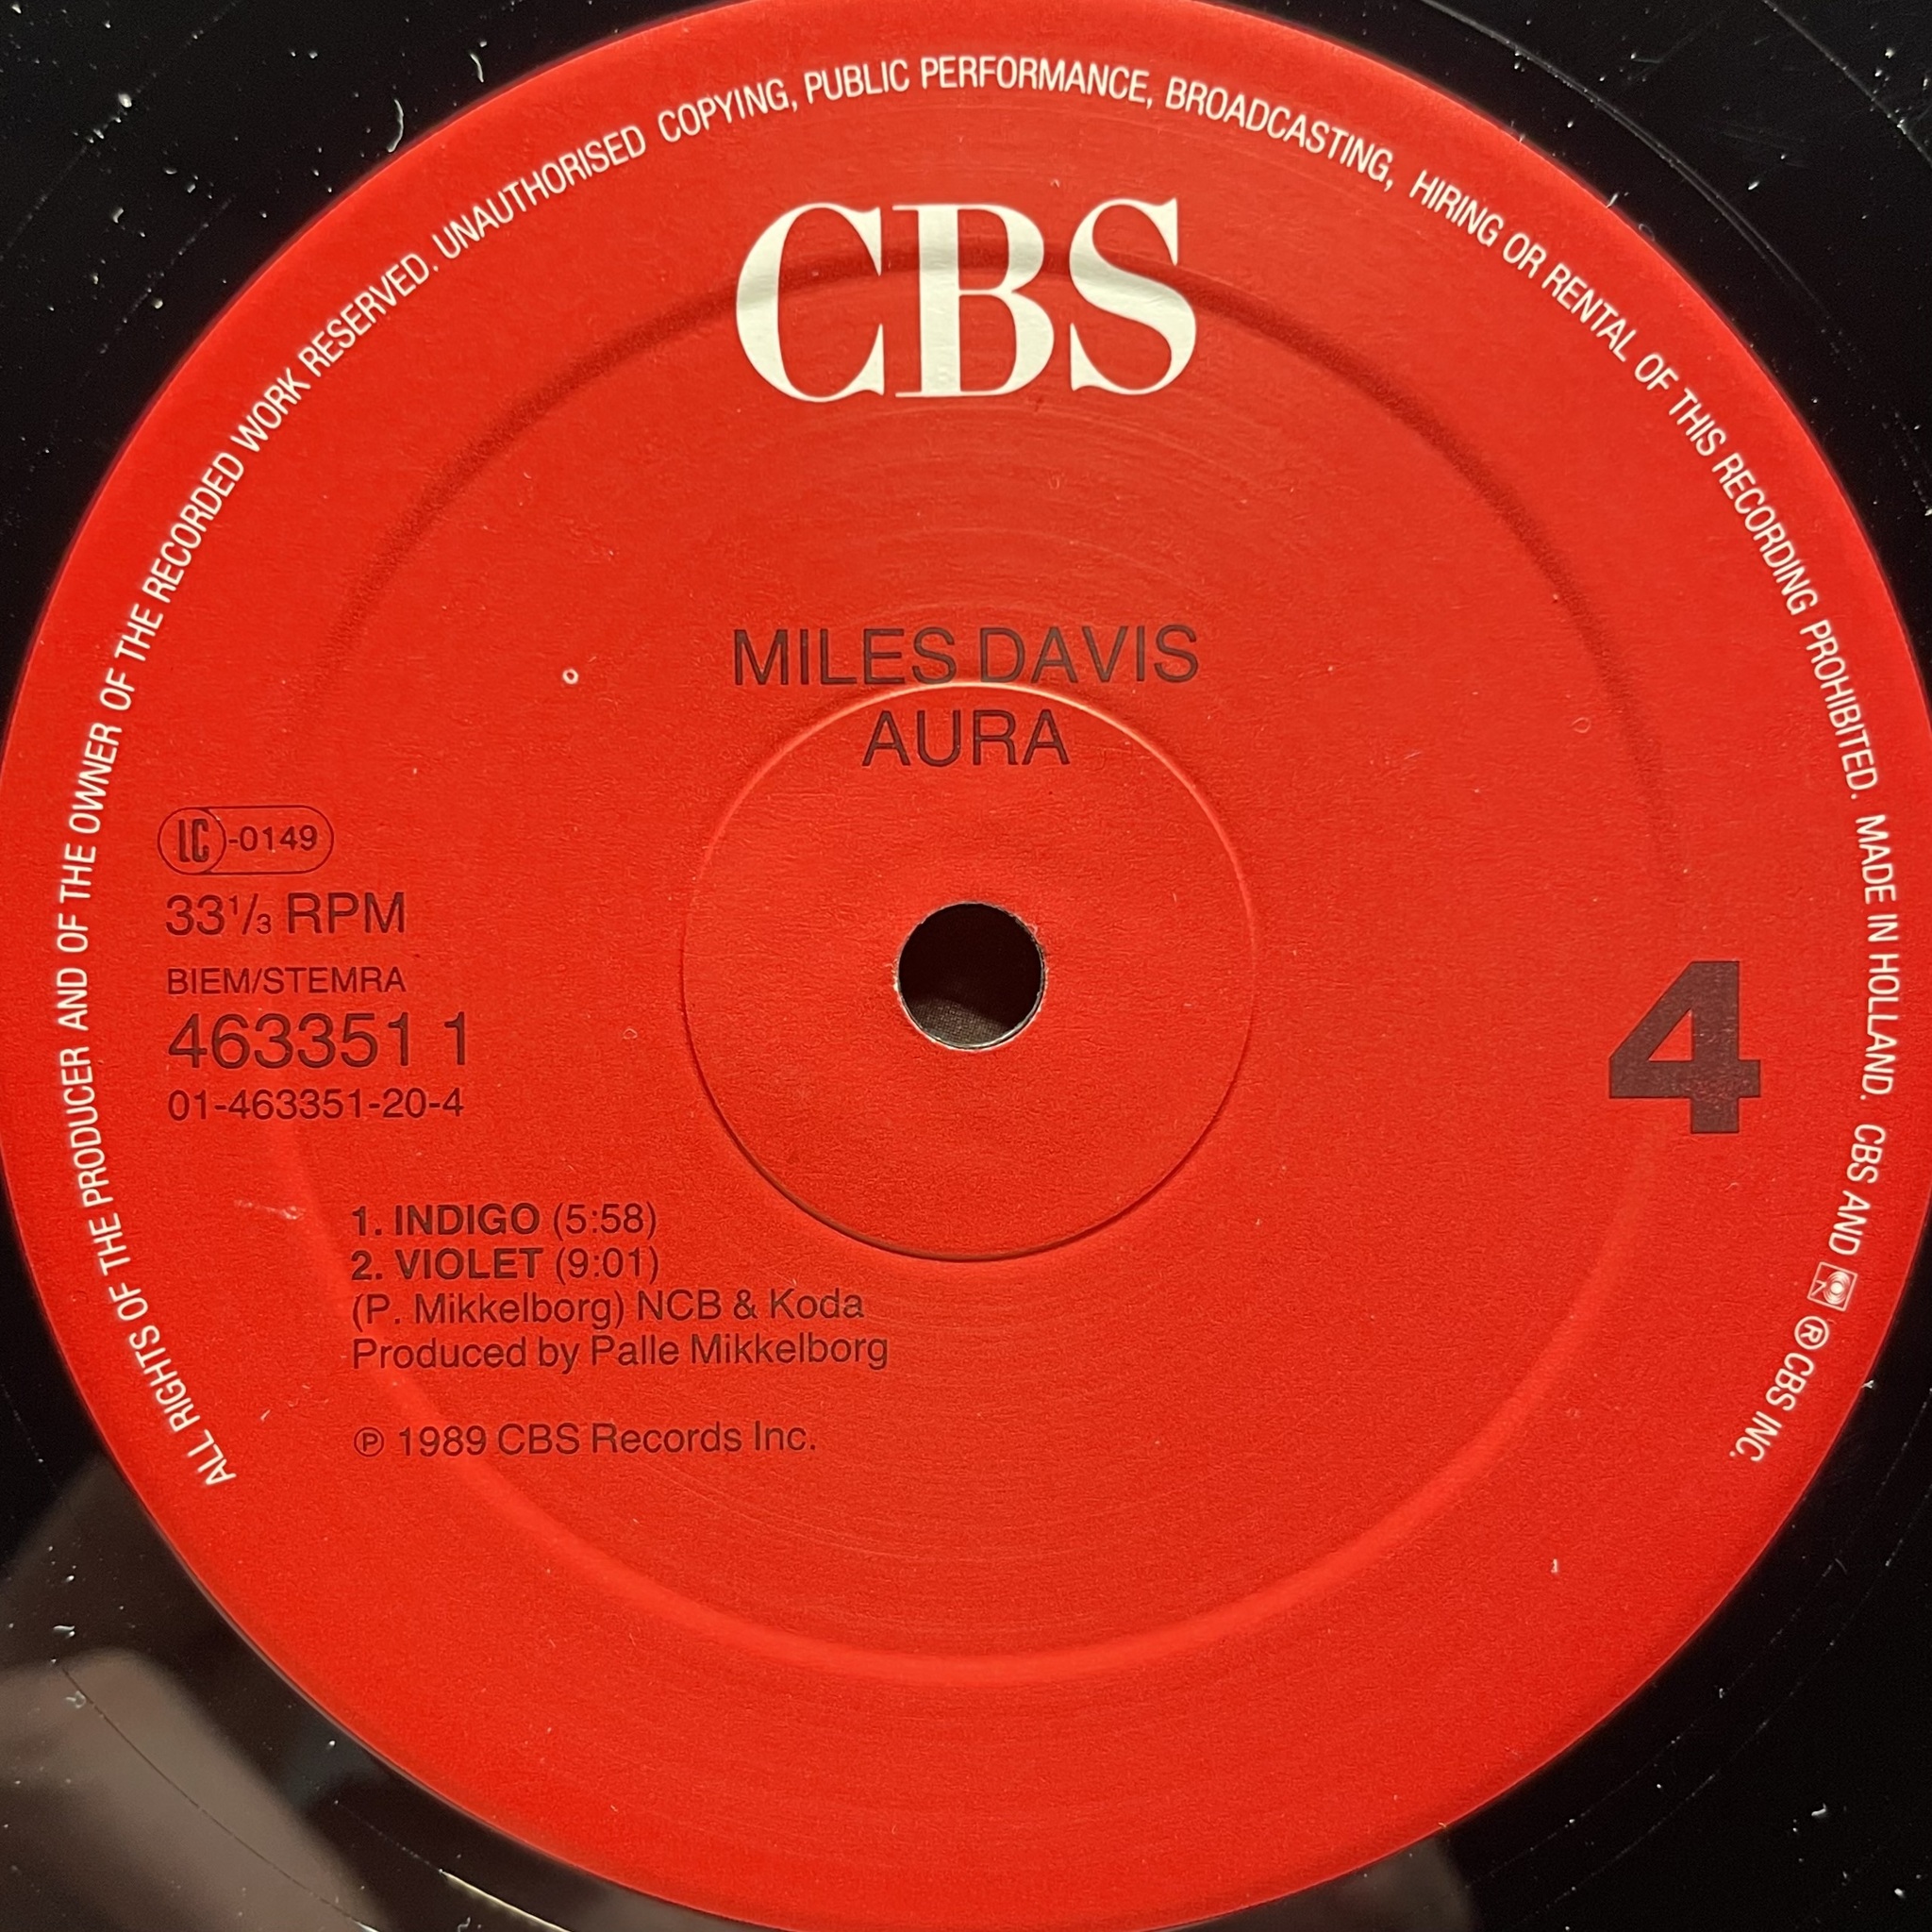 ALL RIGHTS OF THE PRODUCER AND OF THE OWNER OF THE RECORDED WORK RESERVED. UNAUTHORISED COPYING, PUBLIC PERFORMANCE, BROADCASTING, HIRING OR RENTAL OF THIS RECORDING PROHIBITED. MADE IN HOLLAND. CBS AND ® CBS INC.
CBS
MILES DAVIS
AURA
LC-0149
33⅓ RPM
BIEM/STEMRA
463351 1
01-463351-20-4
4
1. INDIGO (5:58)
2. VIOLET (9:01)
(P. Mikkelborg) NCB & Koda
Produced by Palle Mikkelborg
℗ 1989 CBS Records Inc.